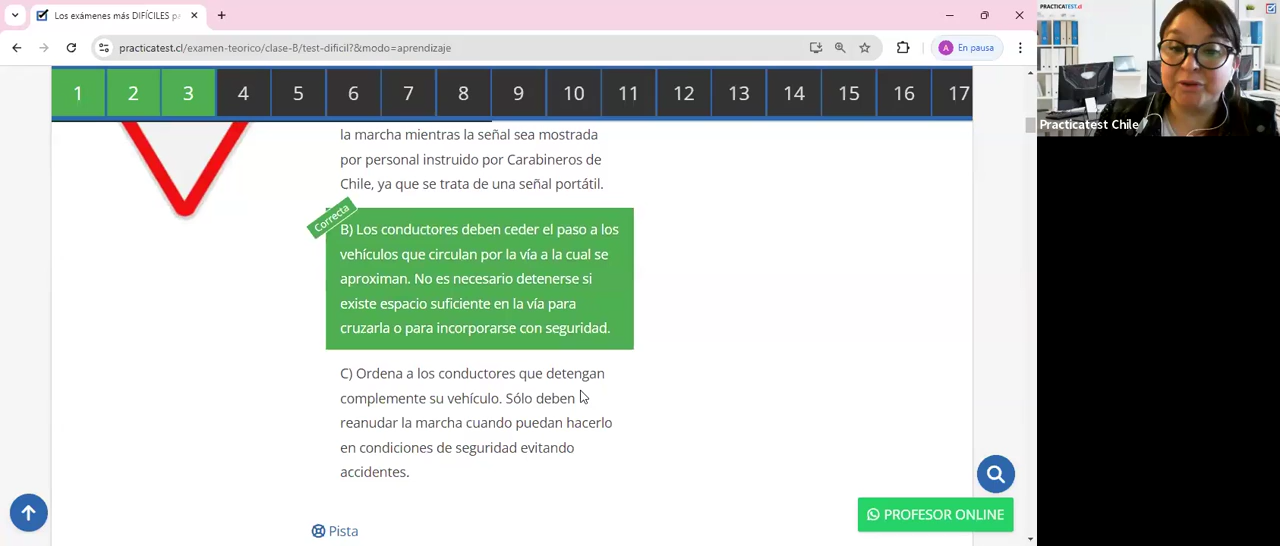 Los exámenes más DIFÍCILES pa
practicatest.cl/examen-teorico/clase-B/test-dificil?&modo=aprendizaje
A
En pausa
1 2 3 4 5 6 7 8 9 10 11 12 13 14 15 16 17
la marcha mientras la señal sea mostrada
por personal instruido por Carabineros de
Chile, ya que se trata de una señal portátil.
Correcta
B) Los conductores deben ceder el paso a los
vehículos que circulan por la vía a la cual se
aproximan. No es necesario detenerse si
existe espacio suficiente en la vía para
cruzarla o para incorporarse con seguridad.
C) Ordena a los conductores que detengan
complemente su vehículo. Sólo deben
reanudar la marcha cuando puedan hacerlo
en condiciones de seguridad evitando
accidentes.
Pista
PROFESOR ONLINE
PRACTICATEST.CL
Practicatest Chile